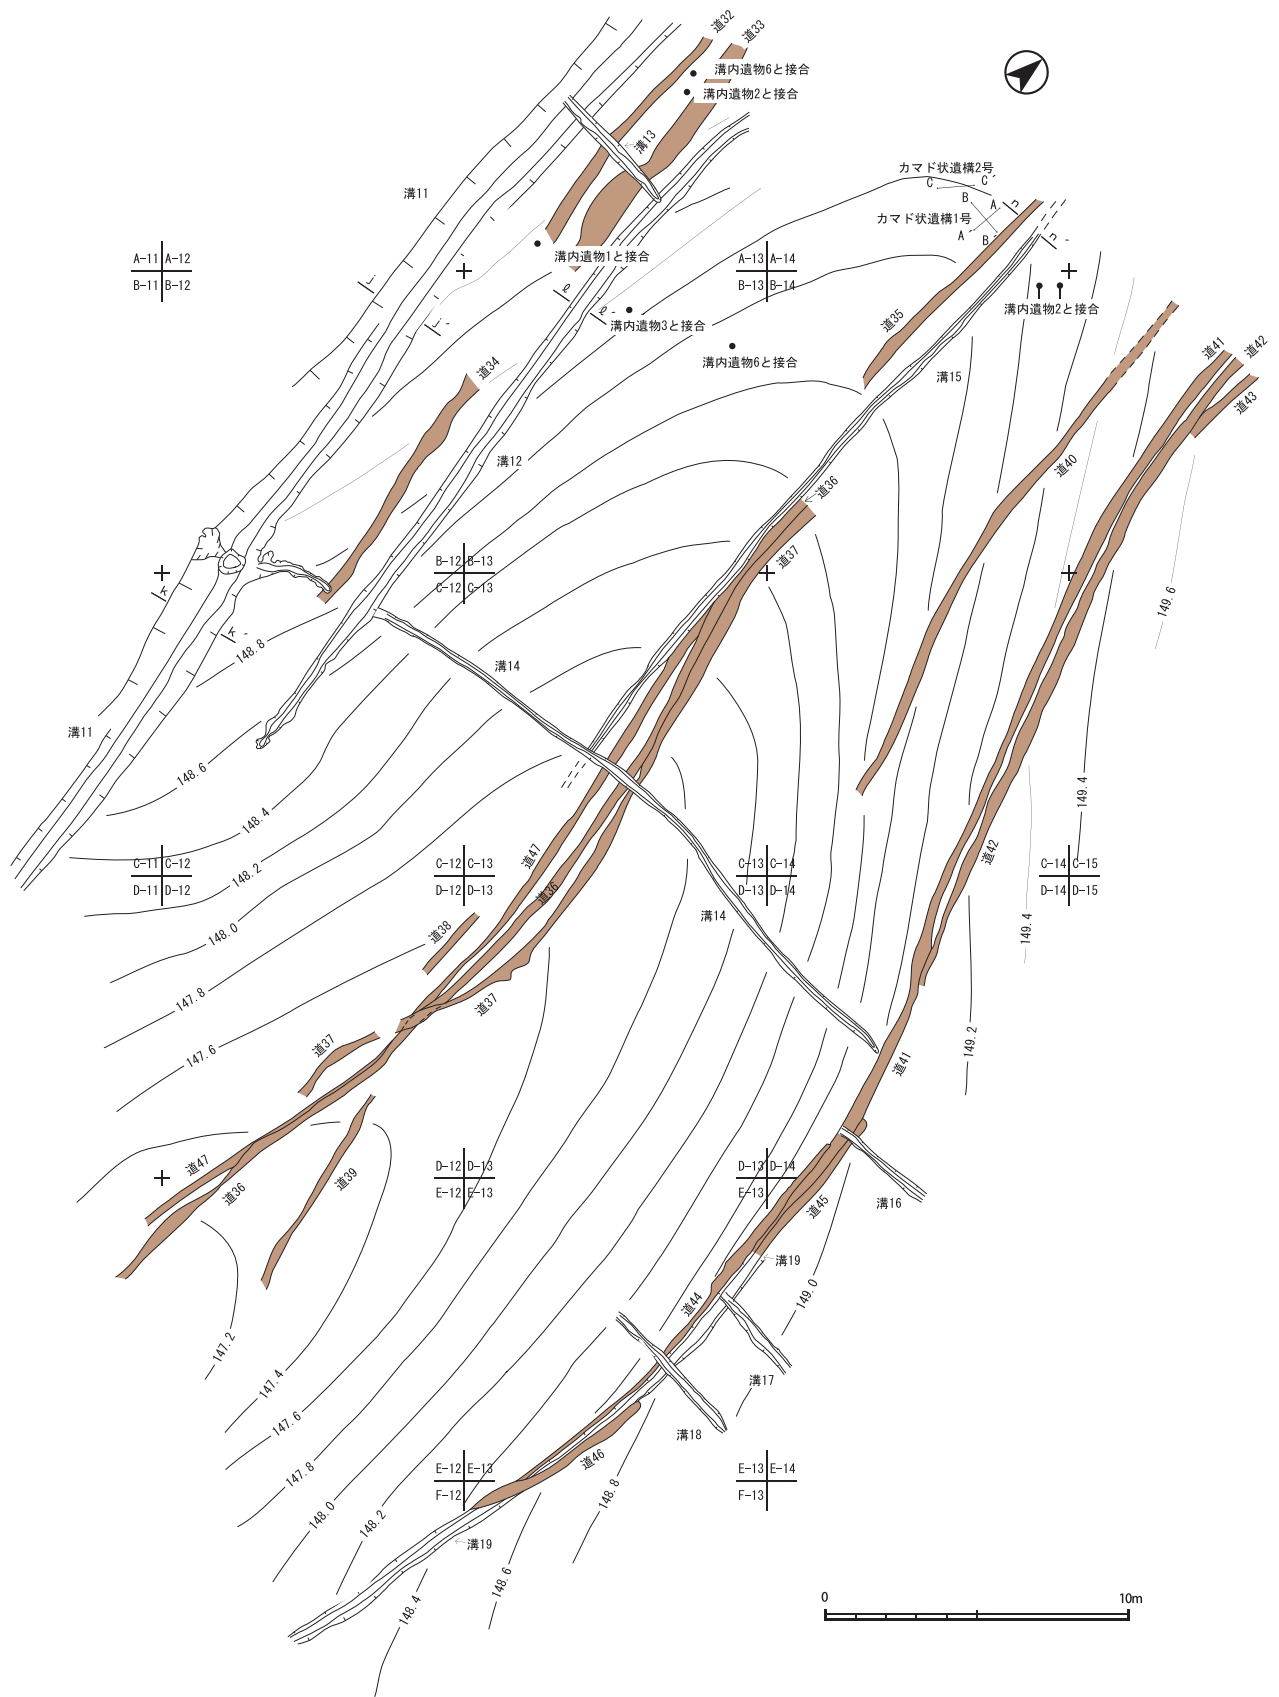 道32
道33
溝内遺物6と接合
溝内遺物2と接合
溝13
カマド状遺構2号
C
C´
B
A
h
溝11
カマド状遺構1号
A´
B´
h´
A-11 A-12
B-11 B-12
溝内遺物1と接合
A-13 A-14
B-13 B-14
j
ℓ
溝内遺物2と接合
j´
ℓ´
溝内遺物3と接合
道35
溝内遺物6と接合
道34
溝15
道41
道42
道43
溝12
道40
道36
道37
B-12 B-13
C-12 C-13
k
k´
148.8
149.6
溝14
溝11
148.6
148.4
149.4
道47
道42
C-11 C-12
D-11 D-12
148.2
C-12 C-13
D-12 D-13
道36
C-13 C-14
D-13 D-14
C-14 C-15
D-14 D-15
溝14
148.0
道38
149.4
147.8
道37
147.6
道37
149.2
道41
道47
道36
道39
D-12 D-13
E-12 E-13
D-13 D-14
E-13
道45
溝16
溝19
149.0
道44
147.2
147.4
溝17
147.6
溝18
147.8
E-12 E-13
F-12
道46
E-13 E-14
F-13
148.0
148.2
148.8
溝19
148.6
148.4
0 10m